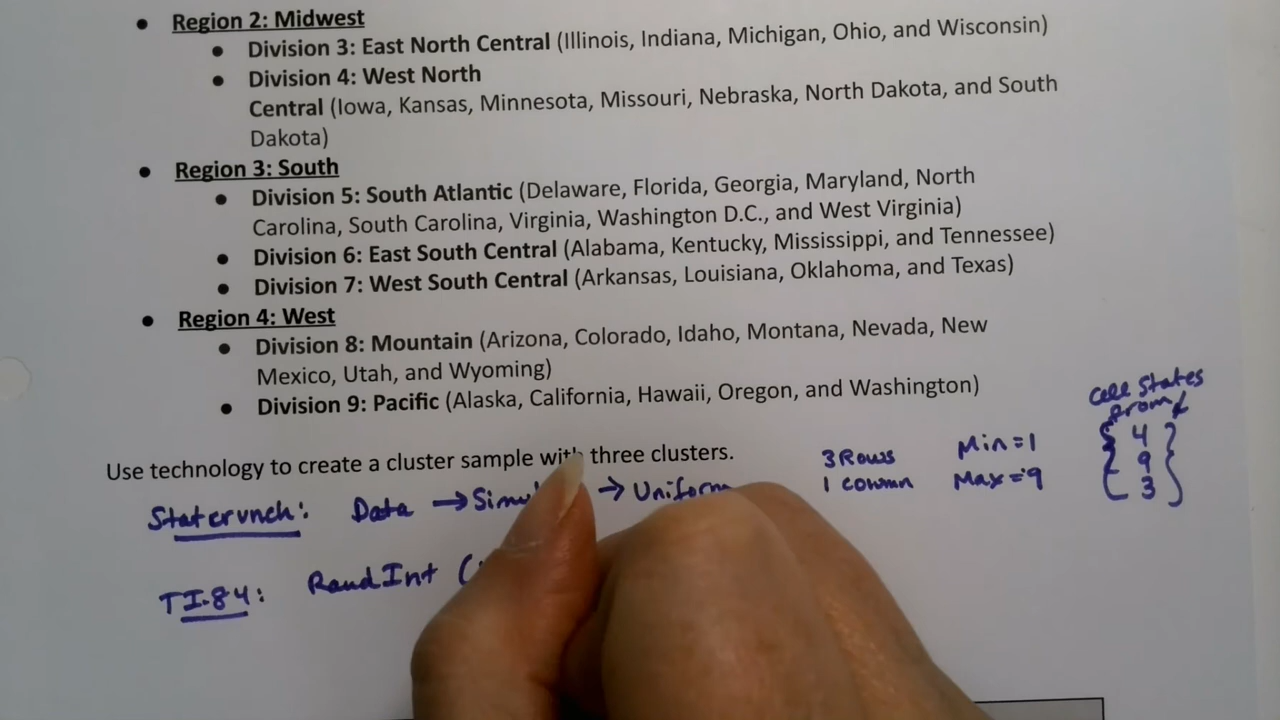 • Region 2: Midwest
• Division 3: East North Central (Illinois, Indiana, Michigan, Ohio, and Wisconsin)
• Division 4: West North
Central (Iowa, Kansas, Minnesota, Missouri, Nebraska, North Dakota, and South
Dakota)
• Region 3: South
• Division 5: South Atlantic (Delaware, Florida, Georgia, Maryland, North
Carolina, South Carolina, Virginia, Washington D.C., and West Virginia)
• Division 6: East South Central (Alabama, Kentucky, Mississippi, and Tennessee)
• Division 7: West South Central (Arkansas, Louisiana, Oklahoma, and Texas)
• Region 4: West
• Division 8: Mountain (Arizona, Colorado, Idaho, Montana, Nevada, New
Mexico, Utah, and Wyoming)
• Division 9: Pacific (Alaska, California, Hawaii, Oregon, and Washington)
Use technology to create a cluster sample with three clusters.
Statcrunch: Data → Simul → Uniform
3 Rows Min=1
1 column Max=9
States
from
4
9
3
TI-84: RandInt (